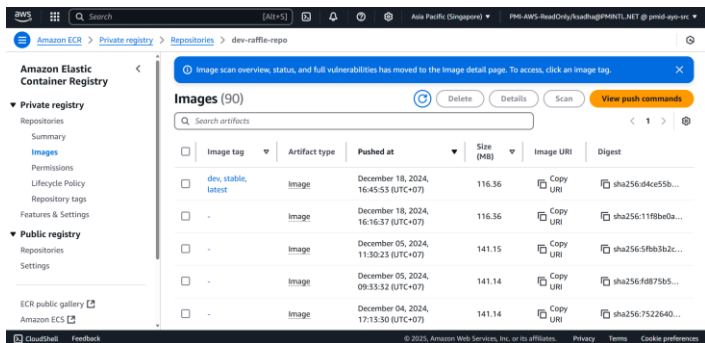 aws Search [Alt+S] Asia Pacific (Singapore) ▼ PMI-AWS-ReadOnly/ksadha@PMINTL.NET @ pmid-ayo-src ▼
Amazon ECR > Private registry > Repositories > dev-raffle-repo
Amazon Elastic
Container Registry
Private registry
Repositories
Summary
Images
Permissions
Lifecycle Policy
Repository tags
Features & Settings
Public registry
Repositories
Settings
ECR public gallery
Amazon ECS
Image scan overview, status, and full vulnerabilities has moved to the Image detail page. To access, click an image tag.
Images (90) Delete Details Scan View push commands
Search artifacts < 1 >
Image tag Artifact type Pushed at Size (MB) Image URI Digest
dev, stable, latest Image December 18, 2024, 16:45:53 (UTC+07) 116.36 Copy URI sha256:d4ce55b...
- Image December 18, 2024, 16:16:37 (UTC+07) 116.36 Copy URI sha256:11f8be0a...
- Image December 05, 2024, 11:30:23 (UTC+07) 141.15 Copy URI sha256:5fbb3b2c...
- Image December 05, 2024, 09:33:32 (UTC+07) 141.14 Copy URI sha256:fd875b5...
- Image December 04, 2024, 17:13:30 (UTC+07) 141.14 Copy URI sha256:7522640...
CloudShell Feedback © 2025, Amazon Web Services, Inc. or its affiliates. Privacy Terms Cookie preferences